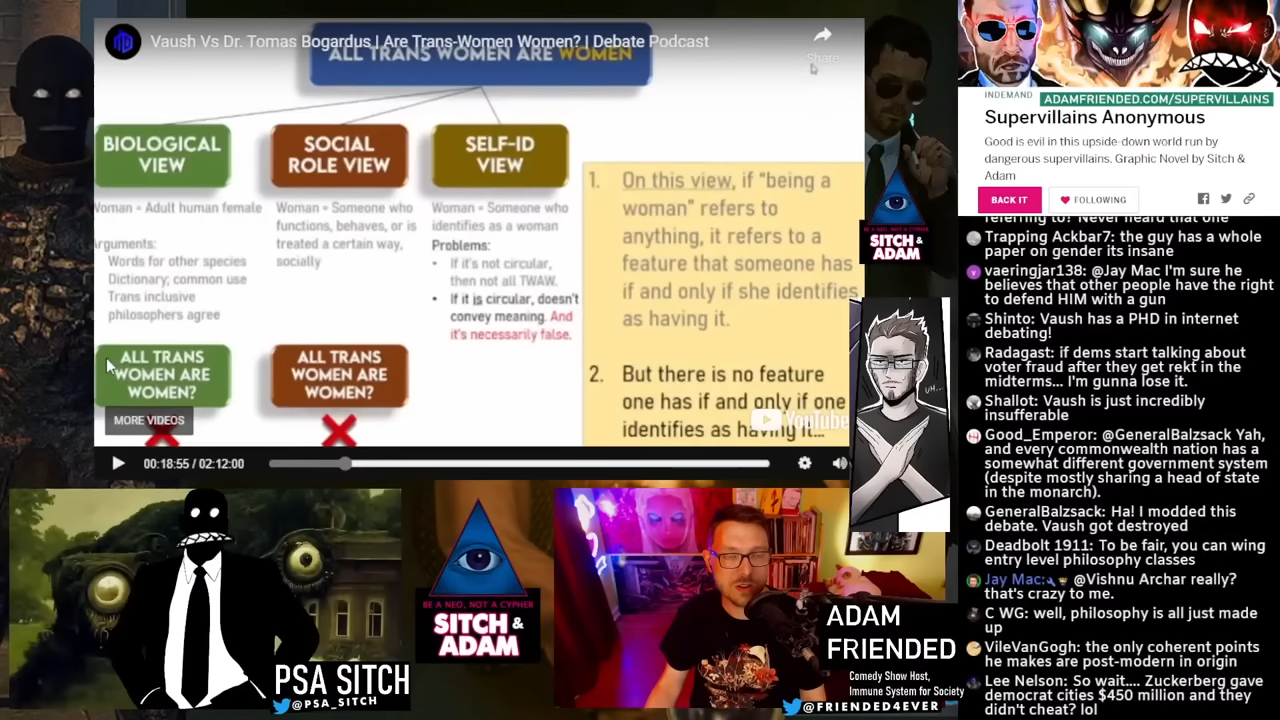 Vaush Vs Dr. Tomas Bogardus | Are Trans-Women Women? | Debate Podcast
Share
ALL TRANS WOMEN ARE WOMEN
BIOLOGICAL
VIEW
Woman = Adult human female
Arguments:
Words for other species
Dictionary; common use
Trans inclusive
philosophers agree
ALL TRANS
WOMEN ARE
WOMEN?
SOCIAL
ROLE VIEW
Woman = Someone who
functions, behaves, or is
treated a certain way,
socially
ALL TRANS
WOMEN ARE
WOMEN?
SELF-ID
VIEW
Woman = Someone who
identifies as a woman
Problems:
• If it's not circular,
then not all TWAW.
• If it is circular, doesn't
convey meaning. And
it's necessarily false.
1. On this view, if "being a
woman" refers to
anything, it refers to a
feature that someone has
if and only if she identifies
as having it.
2. But there is no feature
one has if and only if one
identifies as having it...
MORE VIDEOS
YouTube
00:18:55 / 02:12:00
BE A NEO, NOT A CYPHER
SITCH &
ADAM
UH...
PSA SITCH
@PSA_SITCH
BE A NEO, NOT A CYPHER
SITCH &
ADAM
ADAM
FRIENDED
Comedy Show Host,
Immune System for Society
@FRIENDED4EVER
INDEMAND
ADAMFRIENDED.COM/SUPERVILLAINS
Supervillains Anonymous
Good is evil in this upside-down world run by
dangerous supervillains. Graphic Novel by Sitch &
Adam
BACK IT
FOLLOWING
referring to? Never heard that one
Trapping Ackbar7: the guy has a whole
paper on gender its insane
vaeringjar138: @Jay Mac I'm sure he
believes that other people have the right
to defend HIM with a gun
Shinto: Vaush has a PHD in internet
debating!
Radagast: if dems start talking about
voter fraud after they get rekt in the
midterms... I'm gunna lose it.
Shallot: Vaush is just incredibly
insufferable
Good_Emperor: @GeneralBalzsack Yah,
and every commonwealth nation has a
somewhat different government system
(despite mostly sharing a head of state
in the monarch).
GeneralBalzsack: Ha! I modded this
debate. Vaush got destroyed
Deadbolt 1911: To be fair, you can wing
entry level philosophy classes
Jay Mac: @Vishnu Archar really?
that's crazy to me.
C WG: well, philosophy is all just made
up
VileVanGogh: the only coherent points
he makes are post-modern in origin
Lee Nelson: So wait.... Zuckerberg gave
democrat cities $450 million and they
didn't cheat? lol